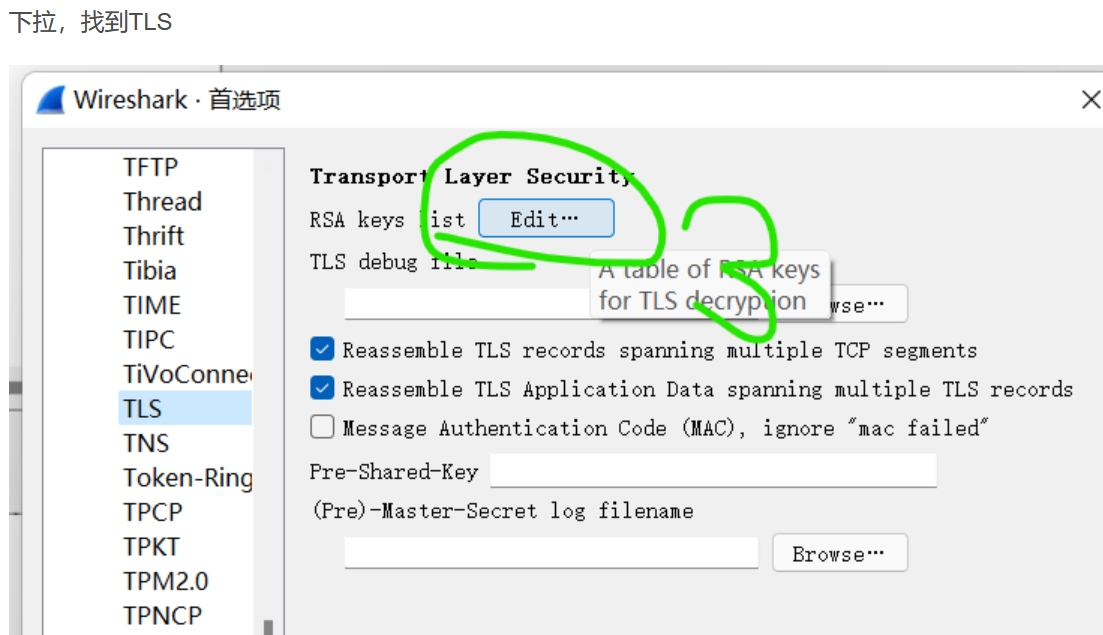 下拉，找到TLS
Wireshark · 首选项
TFTP
Thread
Thrift
Tibia
TIME
TIPC
TiVoConne
TLS
TNS
Token-Ring
TPCP
TPKT
TPM2.0
TPNCP
Transport Layer Security
RSA keys list Edit…
TLS debug file
A table of RSA keys
for TLS decryption
wse…
3
Reassemble TLS records spanning multiple TCP segments
Reassemble TLS Application Data spanning multiple TLS records
Message Authentication Code (MAC), ignore "mac failed"
Pre-Shared-Key
(Pre)-Master-Secret log filename
Browse…